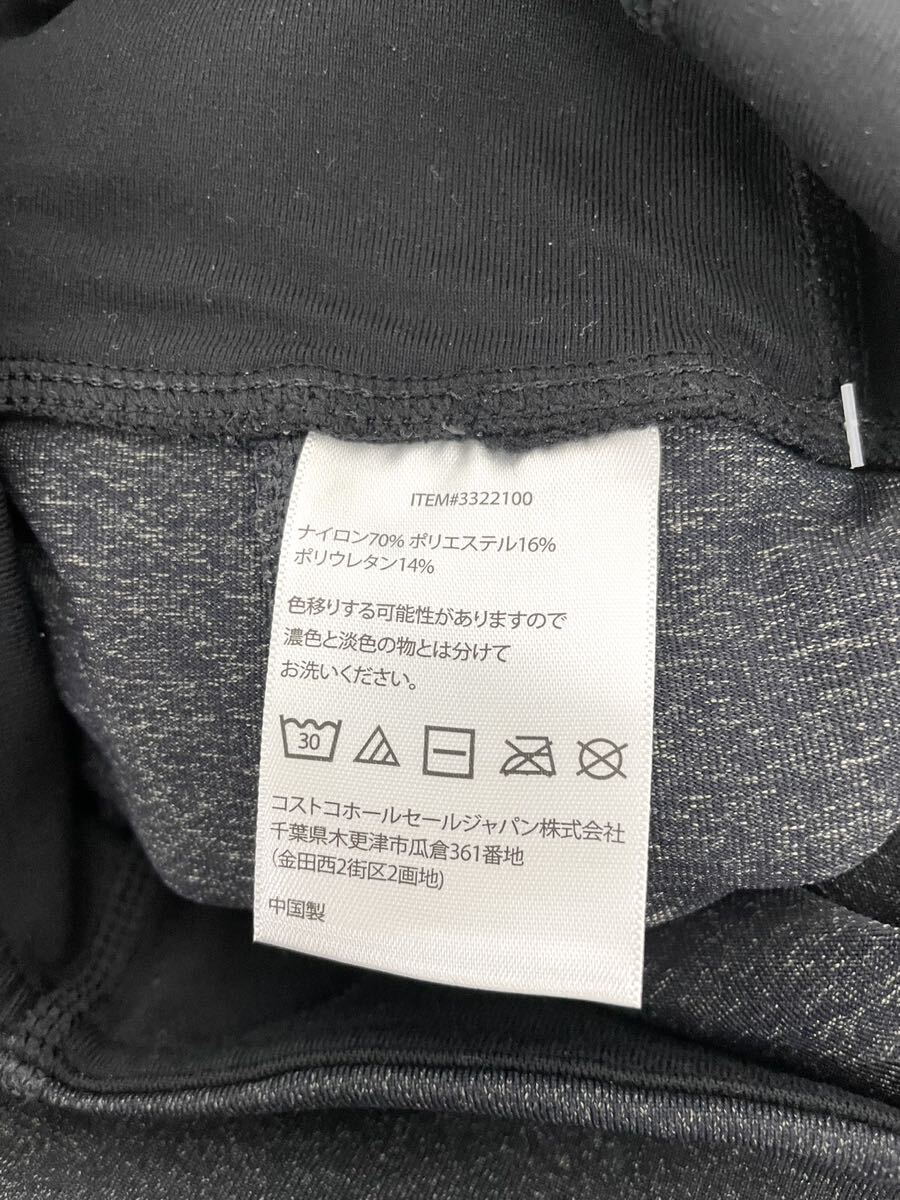 ITEM#3322100
ナイロン70% ポリエステル16%
ポリウレタン14%
色移りする可能性がありますので
濃色と淡色の物とは分けて
お洗いください。
30
コストコホールセールジャパン株式会社
千葉県木更津市瓜倉361番地
(金田西2街区2画地)
中国製